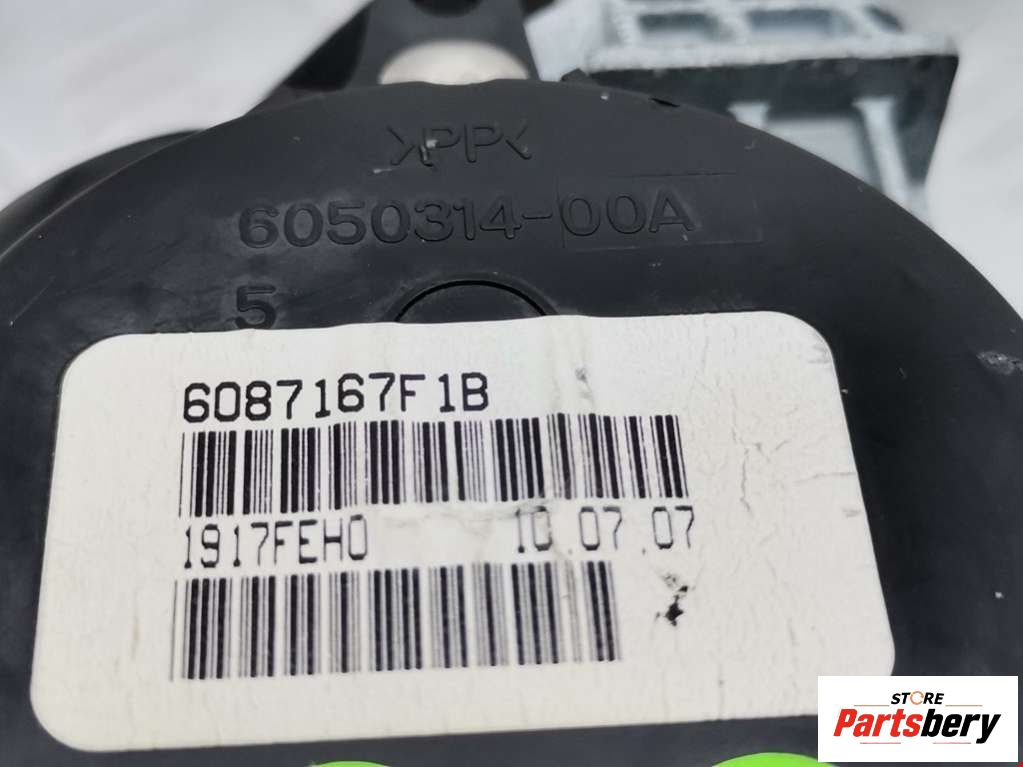 >PP<
6050314-00A
5
6087167F1B
1917FEH0 10.07.07
STORE
Partsbery